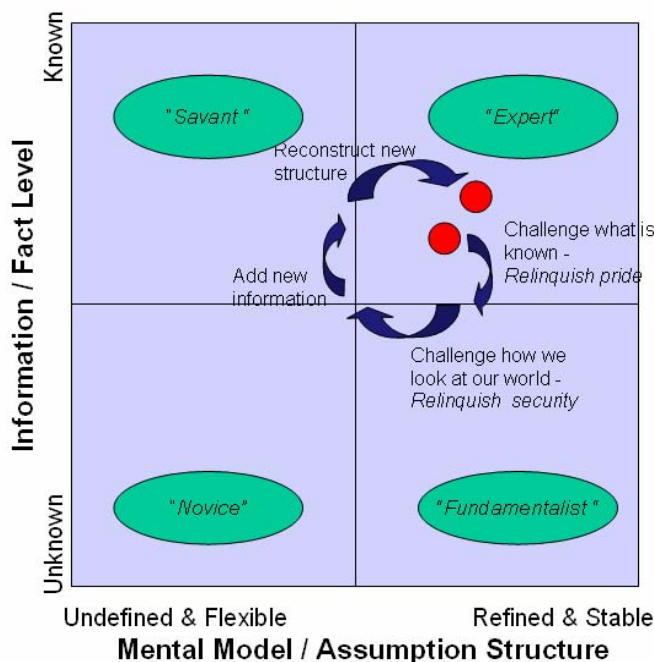 Known
"Savant "
"Expert"
Reconstruct new
structure
Challenge what is
known -
Relinquish pride
Add new
information
Information / Fact Level
Challenge how we
look at our world -
Relinquish security
"Novice"
"Fundamentalist "
Unknown
Undefined & Flexible
Refined & Stable
Mental Model / Assumption Structure